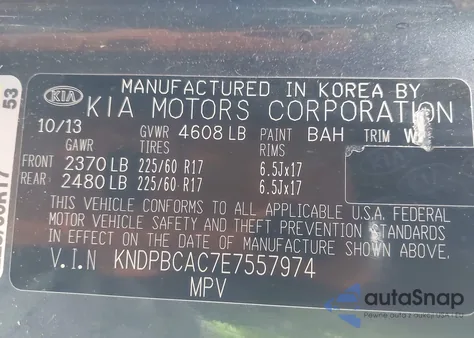 MANUFACTURED IN KOREA BY
KIA KIA MOTORS CORPORATION
10/13 GVWR 4608 LB PAINT BAH TRIM W
GAWR TIRES RIMS
FRONT 2370 LB 225/60 R17 6.5Jx17
REAR 2480 LB 225/60 R17 6.5Jx17
THIS VEHICLE CONFORMS TO ALL APPLICABLE U.S.A. FEDERAL
MOTOR VEHICLE SAFETY AND THEFT PREVENTION STANDARDS
IN EFFECT ON THE DATE OF MANUFACTURE SHOWN ABOVE.
V.I.N KNDPBCAC7E7557974
MPV
53
autoSnap